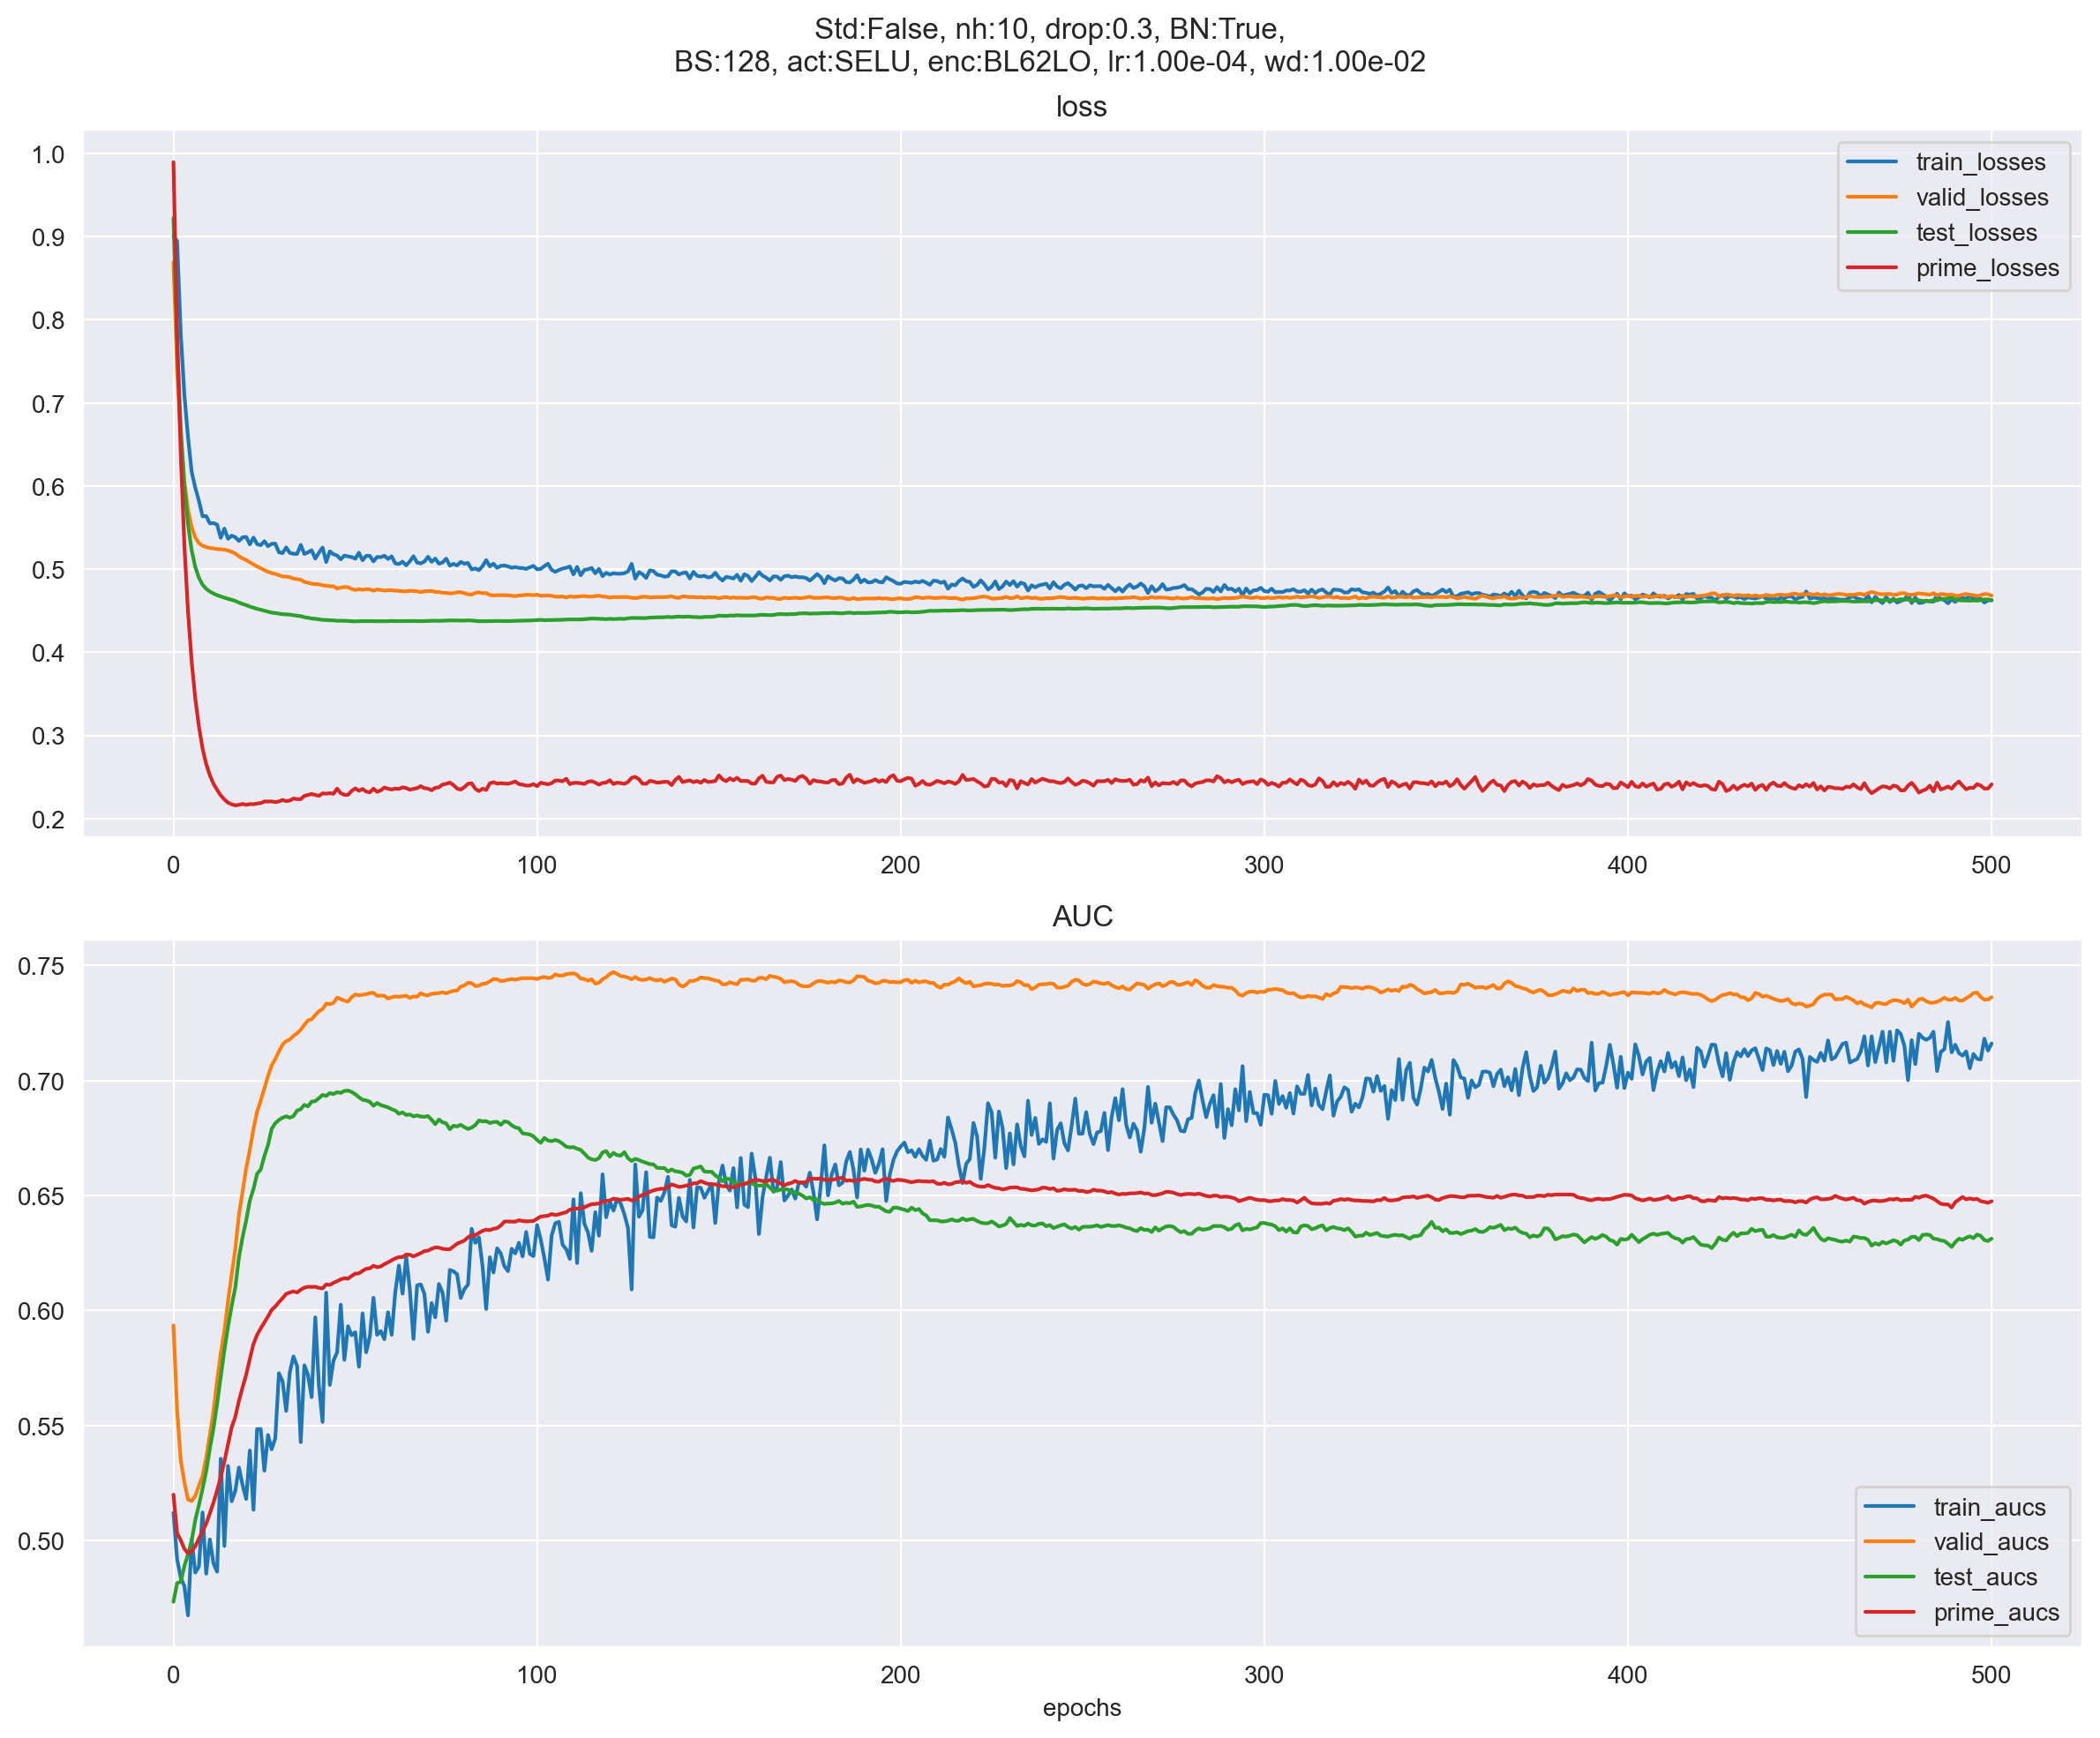 Std:False, nh:10, drop:0.3, BN:True,
BS:128, act:SELU, enc:BL62LO, lr:1.00e-04, wd:1.00e-02
loss
1.0
0.9
0.8
0.7
0.6
0.5
0.4
0.3
0.2
train_losses
valid_losses
test_losses
prime_losses
0 100 200 300 400 500
AUC
0.75
0.70
0.65
0.60
0.55
0.50
train_aucs
valid_aucs
test_aucs
prime_aucs
0 100 200 300 400 500
epochs